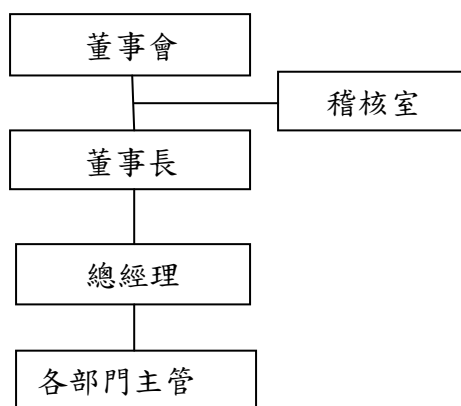 董事會
稽核室
董事長
總經理
各部門主管